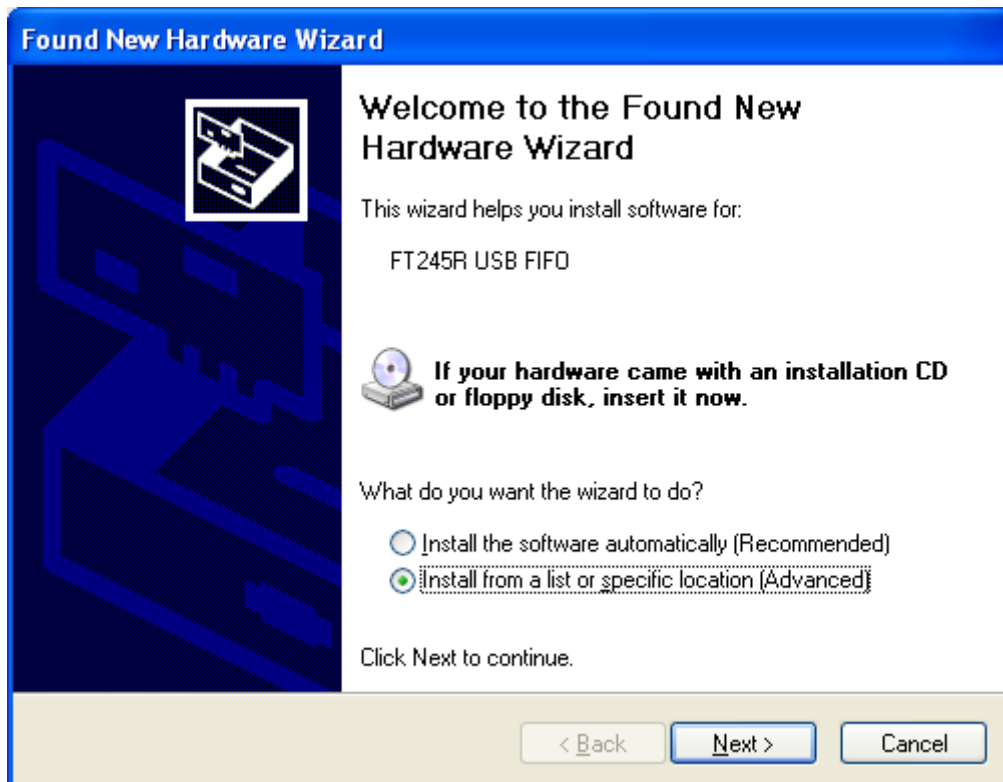 Found New Hardware Wizard
Welcome to the Found New
Hardware Wizard
This wizard helps you install software for:
FT245R USB FIFO
If your hardware came with an installation CD
or floppy disk, insert it now.
What do you want the wizard to do?
Install the software automatically (Recommended)
Install from a list or specific location (Advanced)
Click Next to continue.
< Back Next > Cancel